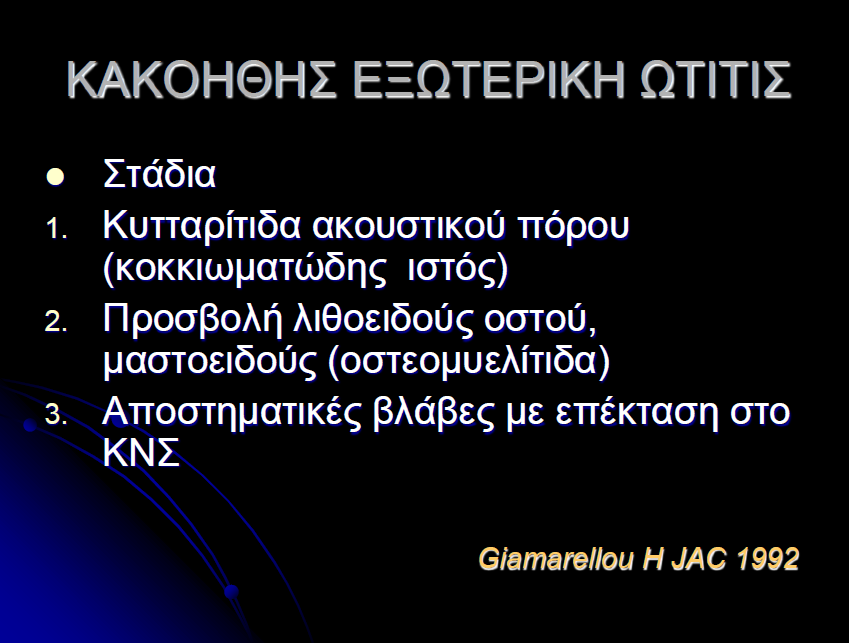 ΚΑΚΟΗΘΗΣ ΕΞΩΤΕΡΙΚΗ ΩΤΙΤΙΣ
● Στάδια
1. Κυτταρίτιδα ακουστικού πόρου
(κοκκιωματώδης ιστός)
2. Προσβολή λιθοειδούς οστού,
μαστοειδούς (οστεομυελίτιδα)
3. Αποστηματικές βλάβες με επέκταση στο
ΚΝΣ
Giamarellou H JAC 1992